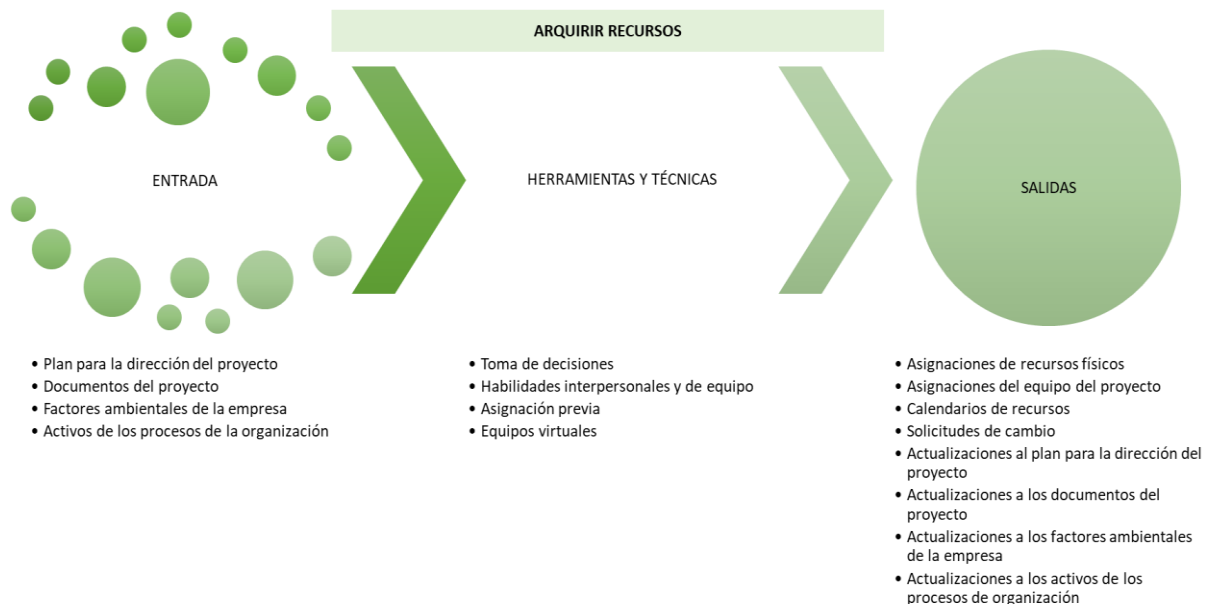 ARQUIRIR RECURSOS
ENTRADA
HERRAMIENTAS Y TÉCNICAS
SALIDAS
• Plan para la dirección del proyecto
• Documentos del proyecto
• Factores ambientales de la empresa
• Activos de los procesos de la organización
• Toma de decisiones
• Habilidades interpersonales y de equipo
• Asignación previa
• Equipos virtuales
• Asignaciones de recursos físicos
• Asignaciones del equipo del proyecto
• Calendarios de recursos
• Solicitudes de cambio
• Actualizaciones al plan para la dirección del
proyecto
• Actualizaciones a los documentos del
proyecto
• Actualizaciones a los factores ambientales
de la empresa
• Actualizaciones a los activos de los
procesos de organización